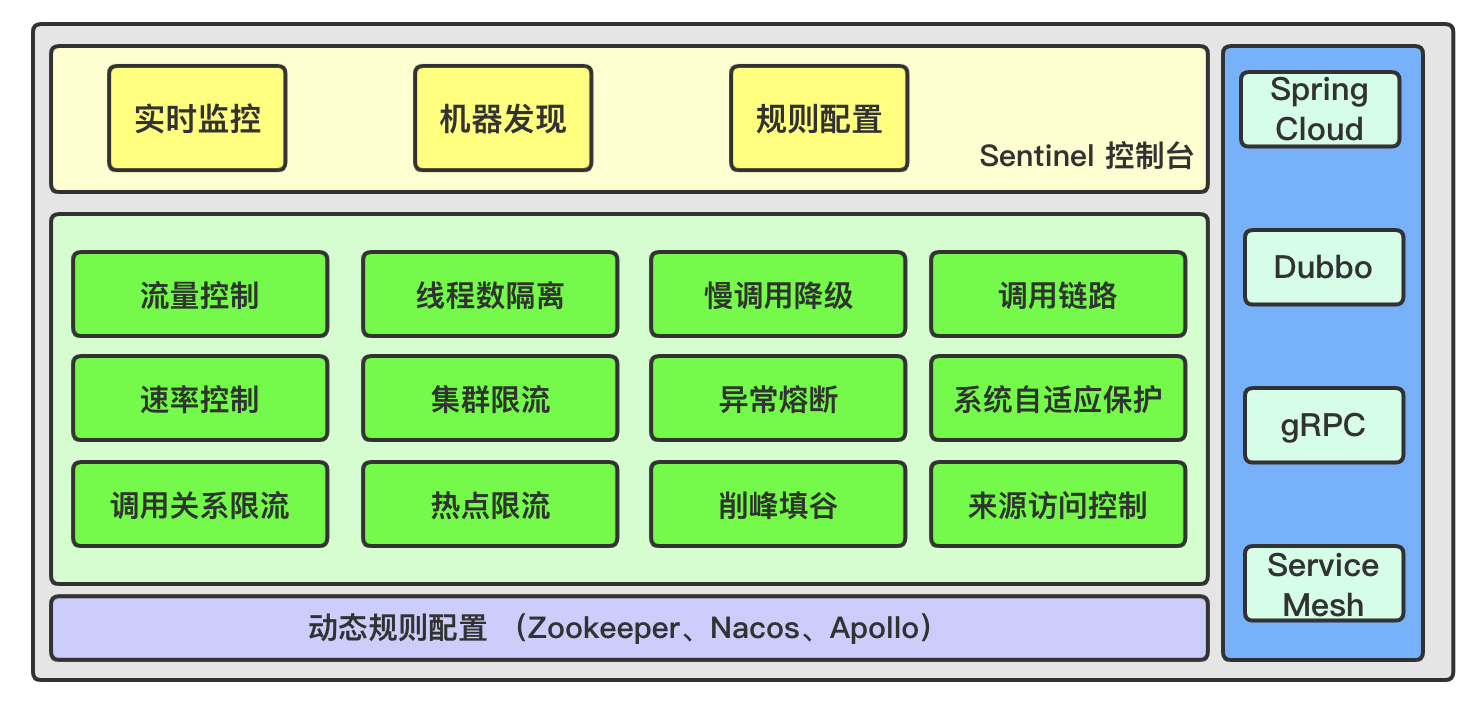 实时监控
机器发现
规则配置
Sentinel 控制台
流量控制
线程数隔离
慢调用降级
调用链路
速率控制
集群限流
异常熔断
系统自适应保护
调用关系限流
热点限流
削峰填谷
来源访问控制
动态规则配置 （Zookeeper、Nacos、Apollo）
Spring
Cloud
Dubbo
gRPC
Service
Mesh